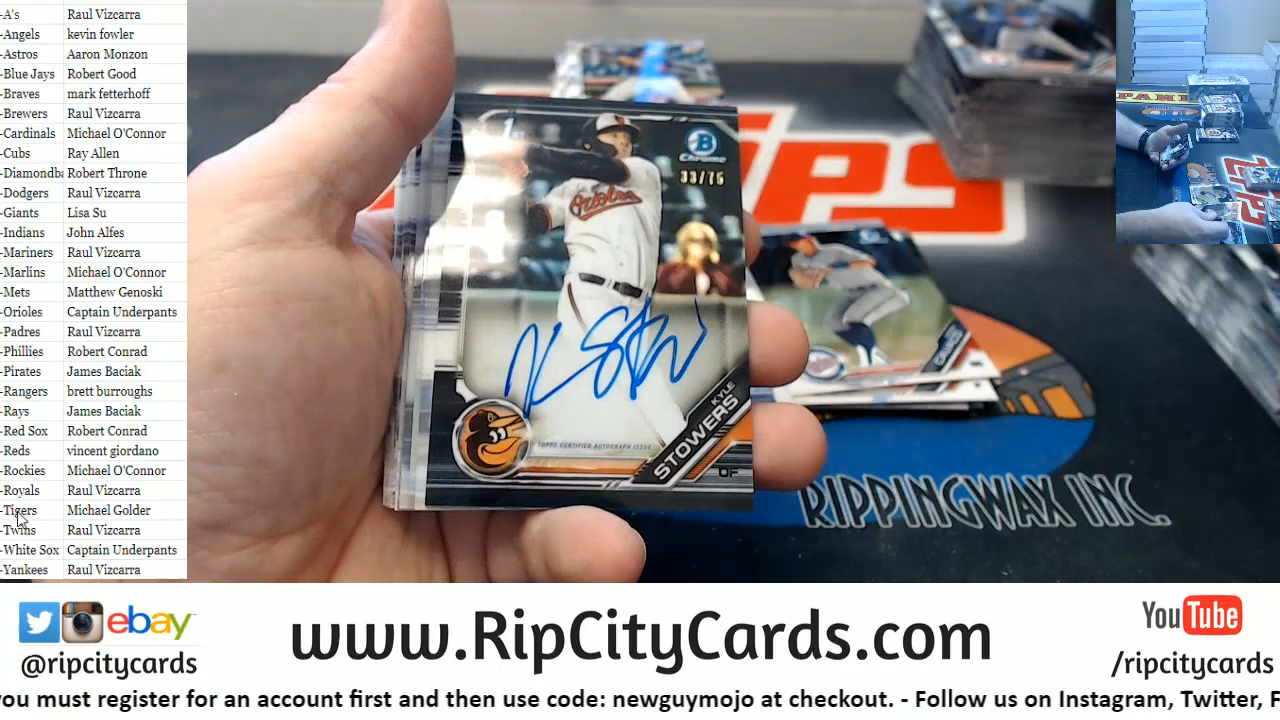 -A's Raul Vizcarra
-Angels kevin fowler
-Astros Aaron Monzon
-Blue Jays Robert Good
-Braves mark fetterhoff
-Brewers Raul Vizcarra
-Cardinals Michael O'Connor
-Cubs Ray Allen
-Diamondba Robert Throne
-Dodgers Raul Vizcarra
-Giants Lisa Su
-Indians John Alfes
-Mariners Raul Vizcarra
-Marlins Michael O'Connor
-Mets Matthew Genoski
-Orioles Captain Underpants
-Padres Raul Vizcarra
-Phillies Robert Conrad
-Pirates James Baciak
-Rangers brett burroughs
-Rays James Baciak
-Red Sox Robert Conrad
-Reds vincent giordano
-Rockies Michael O'Connor
-Royals Raul Vizcarra
-Tigers Michael Golder
-Twins Raul Vizcarra
-White Sox Captain Underpants
-Yankees Raul Vizcarra
B
Chrome
33/75
Orioles
TOPPS CERTIFIED AUTOGRAPH ISSUE
KYLE
STOWERS
OF
RIPPINGWAX INC.
PANI
ebay
@ripcitycards
www.RipCityCards.com
YouTube
/ripcitycards
you must register for an account first and then use code: newguymojo at checkout. - Follow us on Instagram, Twitter, F